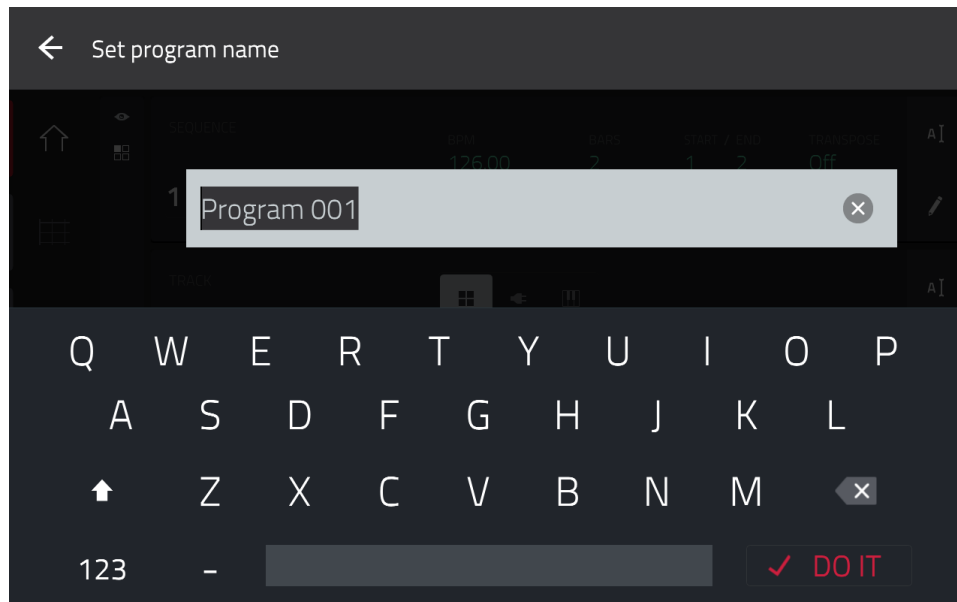 Set program name
SEQUENCE
BPM BARS START / END TRANSPOSE
126.00 2 1 2 Off
1
Program 001
TRACK
A
A
Q W E R T Y U I O P
A S D F G H J K L
Z X C V B N M
123 - DO IT